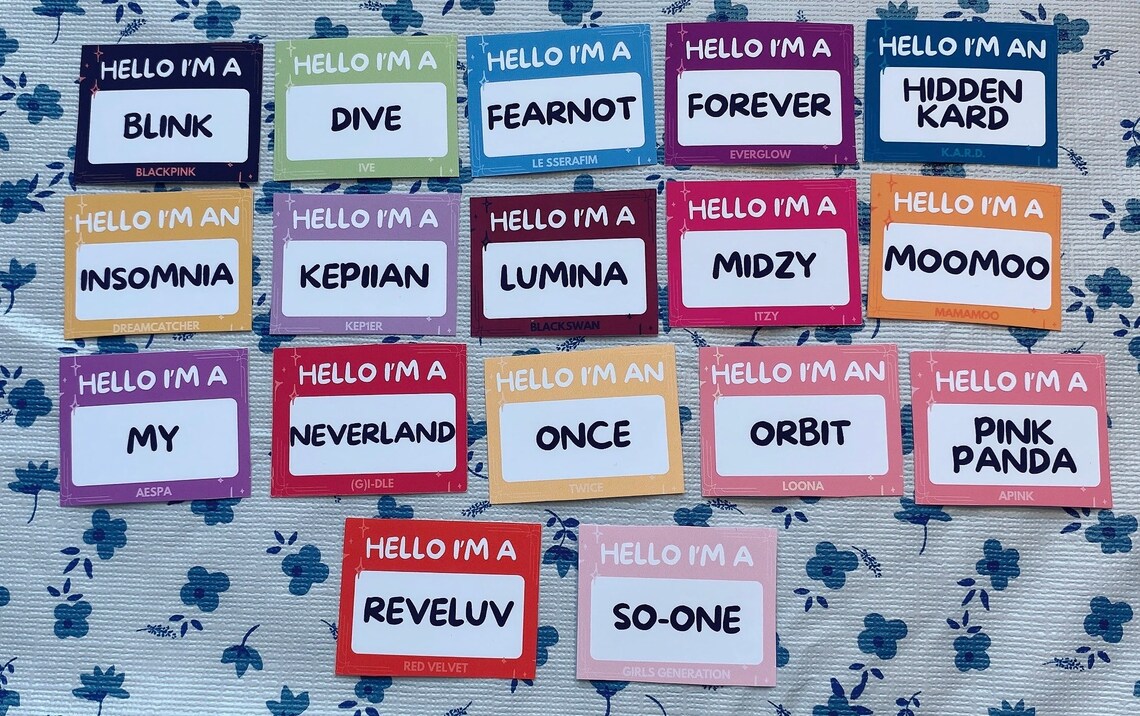 HELLO I'M A
BLINK
BLACKPINK
HELLO I'M A
DIVE
IVE
HELLO I'M A
FEARNOT
LE SSERAFIM
HELLO I'M A
FOREVER
EVERGLOW
HELLO I'M AN
HIDDEN
KARD
K.A.R.D.
HELLO I'M AN
INSOMNIA
DREAMCATCHER
HELLO I'M A
KEPIIAN
KEP1ER
HELLO I'M A
LUMINA
BLACKSWAN
HELLO I'M A
MIDZY
ITZY
HELLO I'M A
MOOMOO
MAMAMOO
HELLO I'M A
MY
AESPA
HELLO I'M A
NEVERLAND
(G)I-DLE
HELLO I'M AN
ONCE
TWICE
HELLO I'M AN
ORBIT
LOONA
HELLO I'M A
PINK
PANDA
APINK
HELLO I'M A
REVELUV
RED VELVET
HELLO I'M A
SO-ONE
GIRLS GENERATION